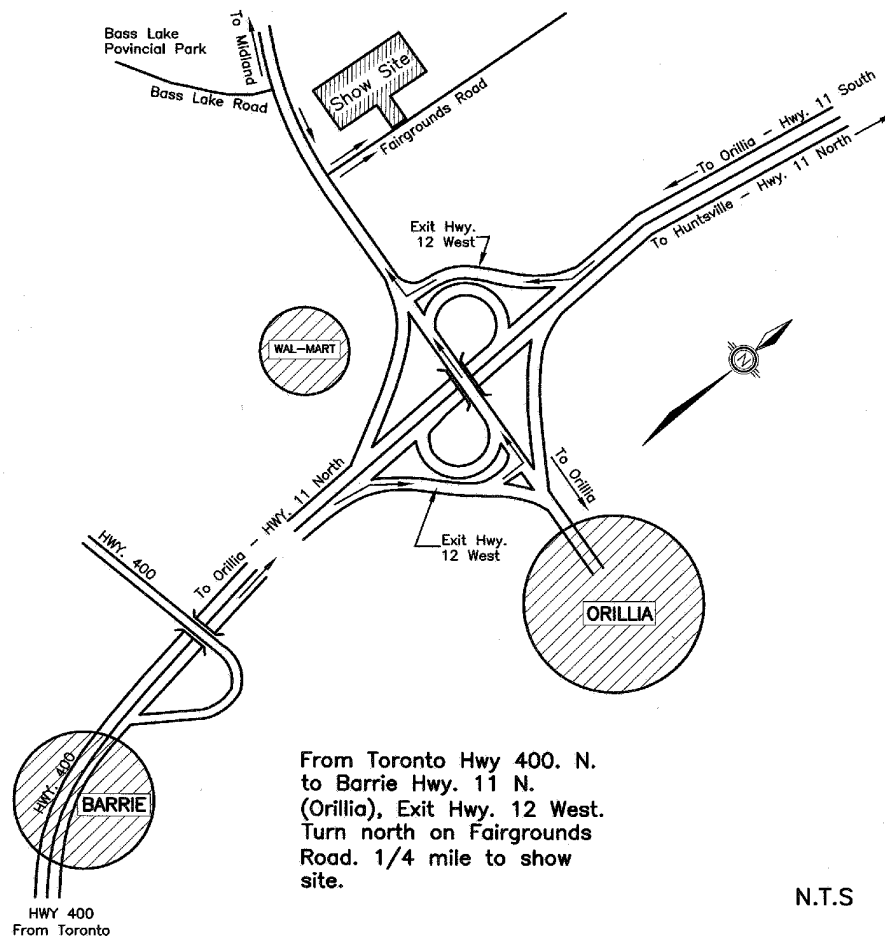 Bass Lake
Povincial Park
To Midland
Bass Lake Road
Show Site
Fairgrounds Road
To Orillia - Hwy. 11 South
To Huntsville - Hwy. 11 North
Exit Hwy.
12 West
WAL-MART
N
To Orillia - HWY. 11 North
To Orillia
Exit Hwy.
12 West
HWY. 400
ORILLIA
HWY. 400
BARRIE
From Toronto Hwy 400. N.
to Barrie Hwy. 11 N.
(Orillia), Exit Hwy. 12 West.
Turn north on Fairgrounds
Road. 1/4 mile to show
site.
N.T.S
HWY 400
From Toronto